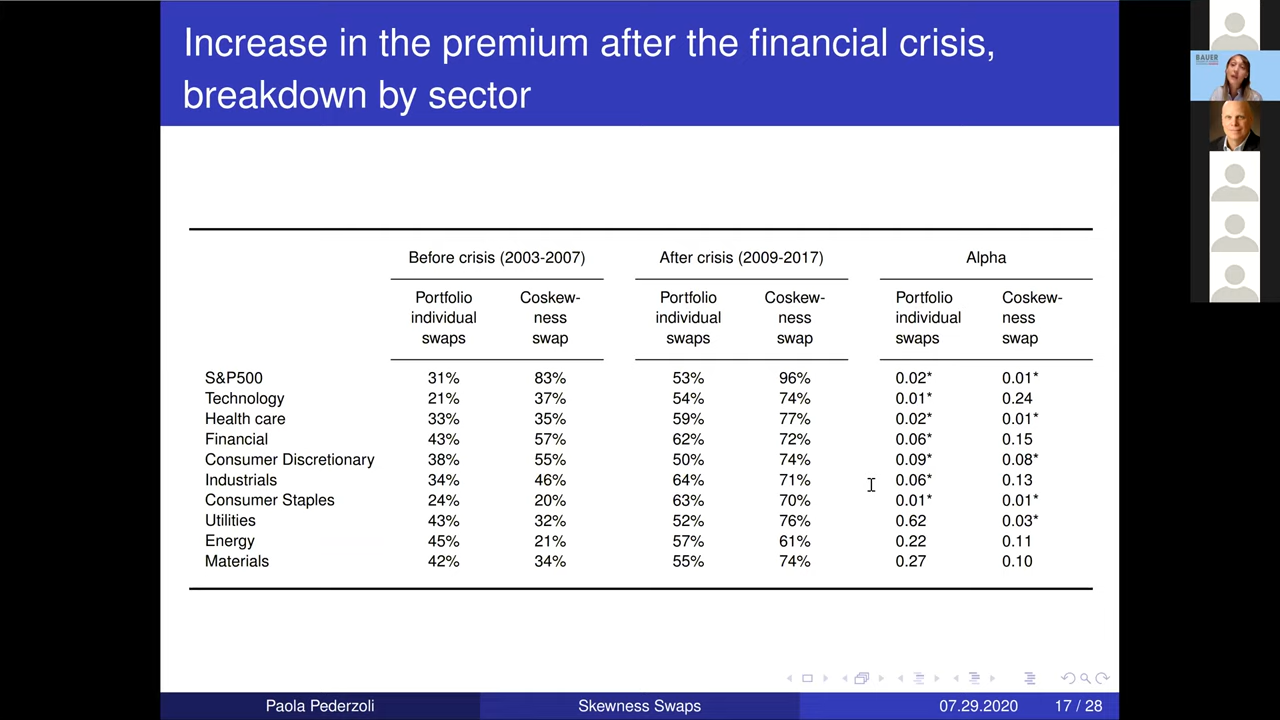 Increase in the premium after the financial crisis,
breakdown by sector
BAUER
Before crisis (2003-2007) After crisis (2009-2017) Alpha
Portfolio Coskew- Portfolio Coskew- Portfolio Coskew-
individual ness individual ness individual ness
swaps swap swaps swap swaps swap
S&P500 31% 83% 53% 96% 0.02* 0.01*
Technology 21% 37% 54% 74% 0.01* 0.24
Health care 33% 35% 59% 77% 0.02* 0.01*
Financial 43% 57% 62% 72% 0.06* 0.15
Consumer Discretionary 38% 55% 50% 74% 0.09* 0.08*
Industrials 34% 46% 64% 71% 0.06* 0.13
Consumer Staples 24% 20% 63% 70% 0.01* 0.01*
Utilities 43% 32% 52% 76% 0.62 0.03*
Energy 45% 21% 57% 61% 0.22 0.11
Materials 42% 34% 55% 74% 0.27 0.10
Paola Pederzoli Skewness Swaps 07.29.2020 17 / 28